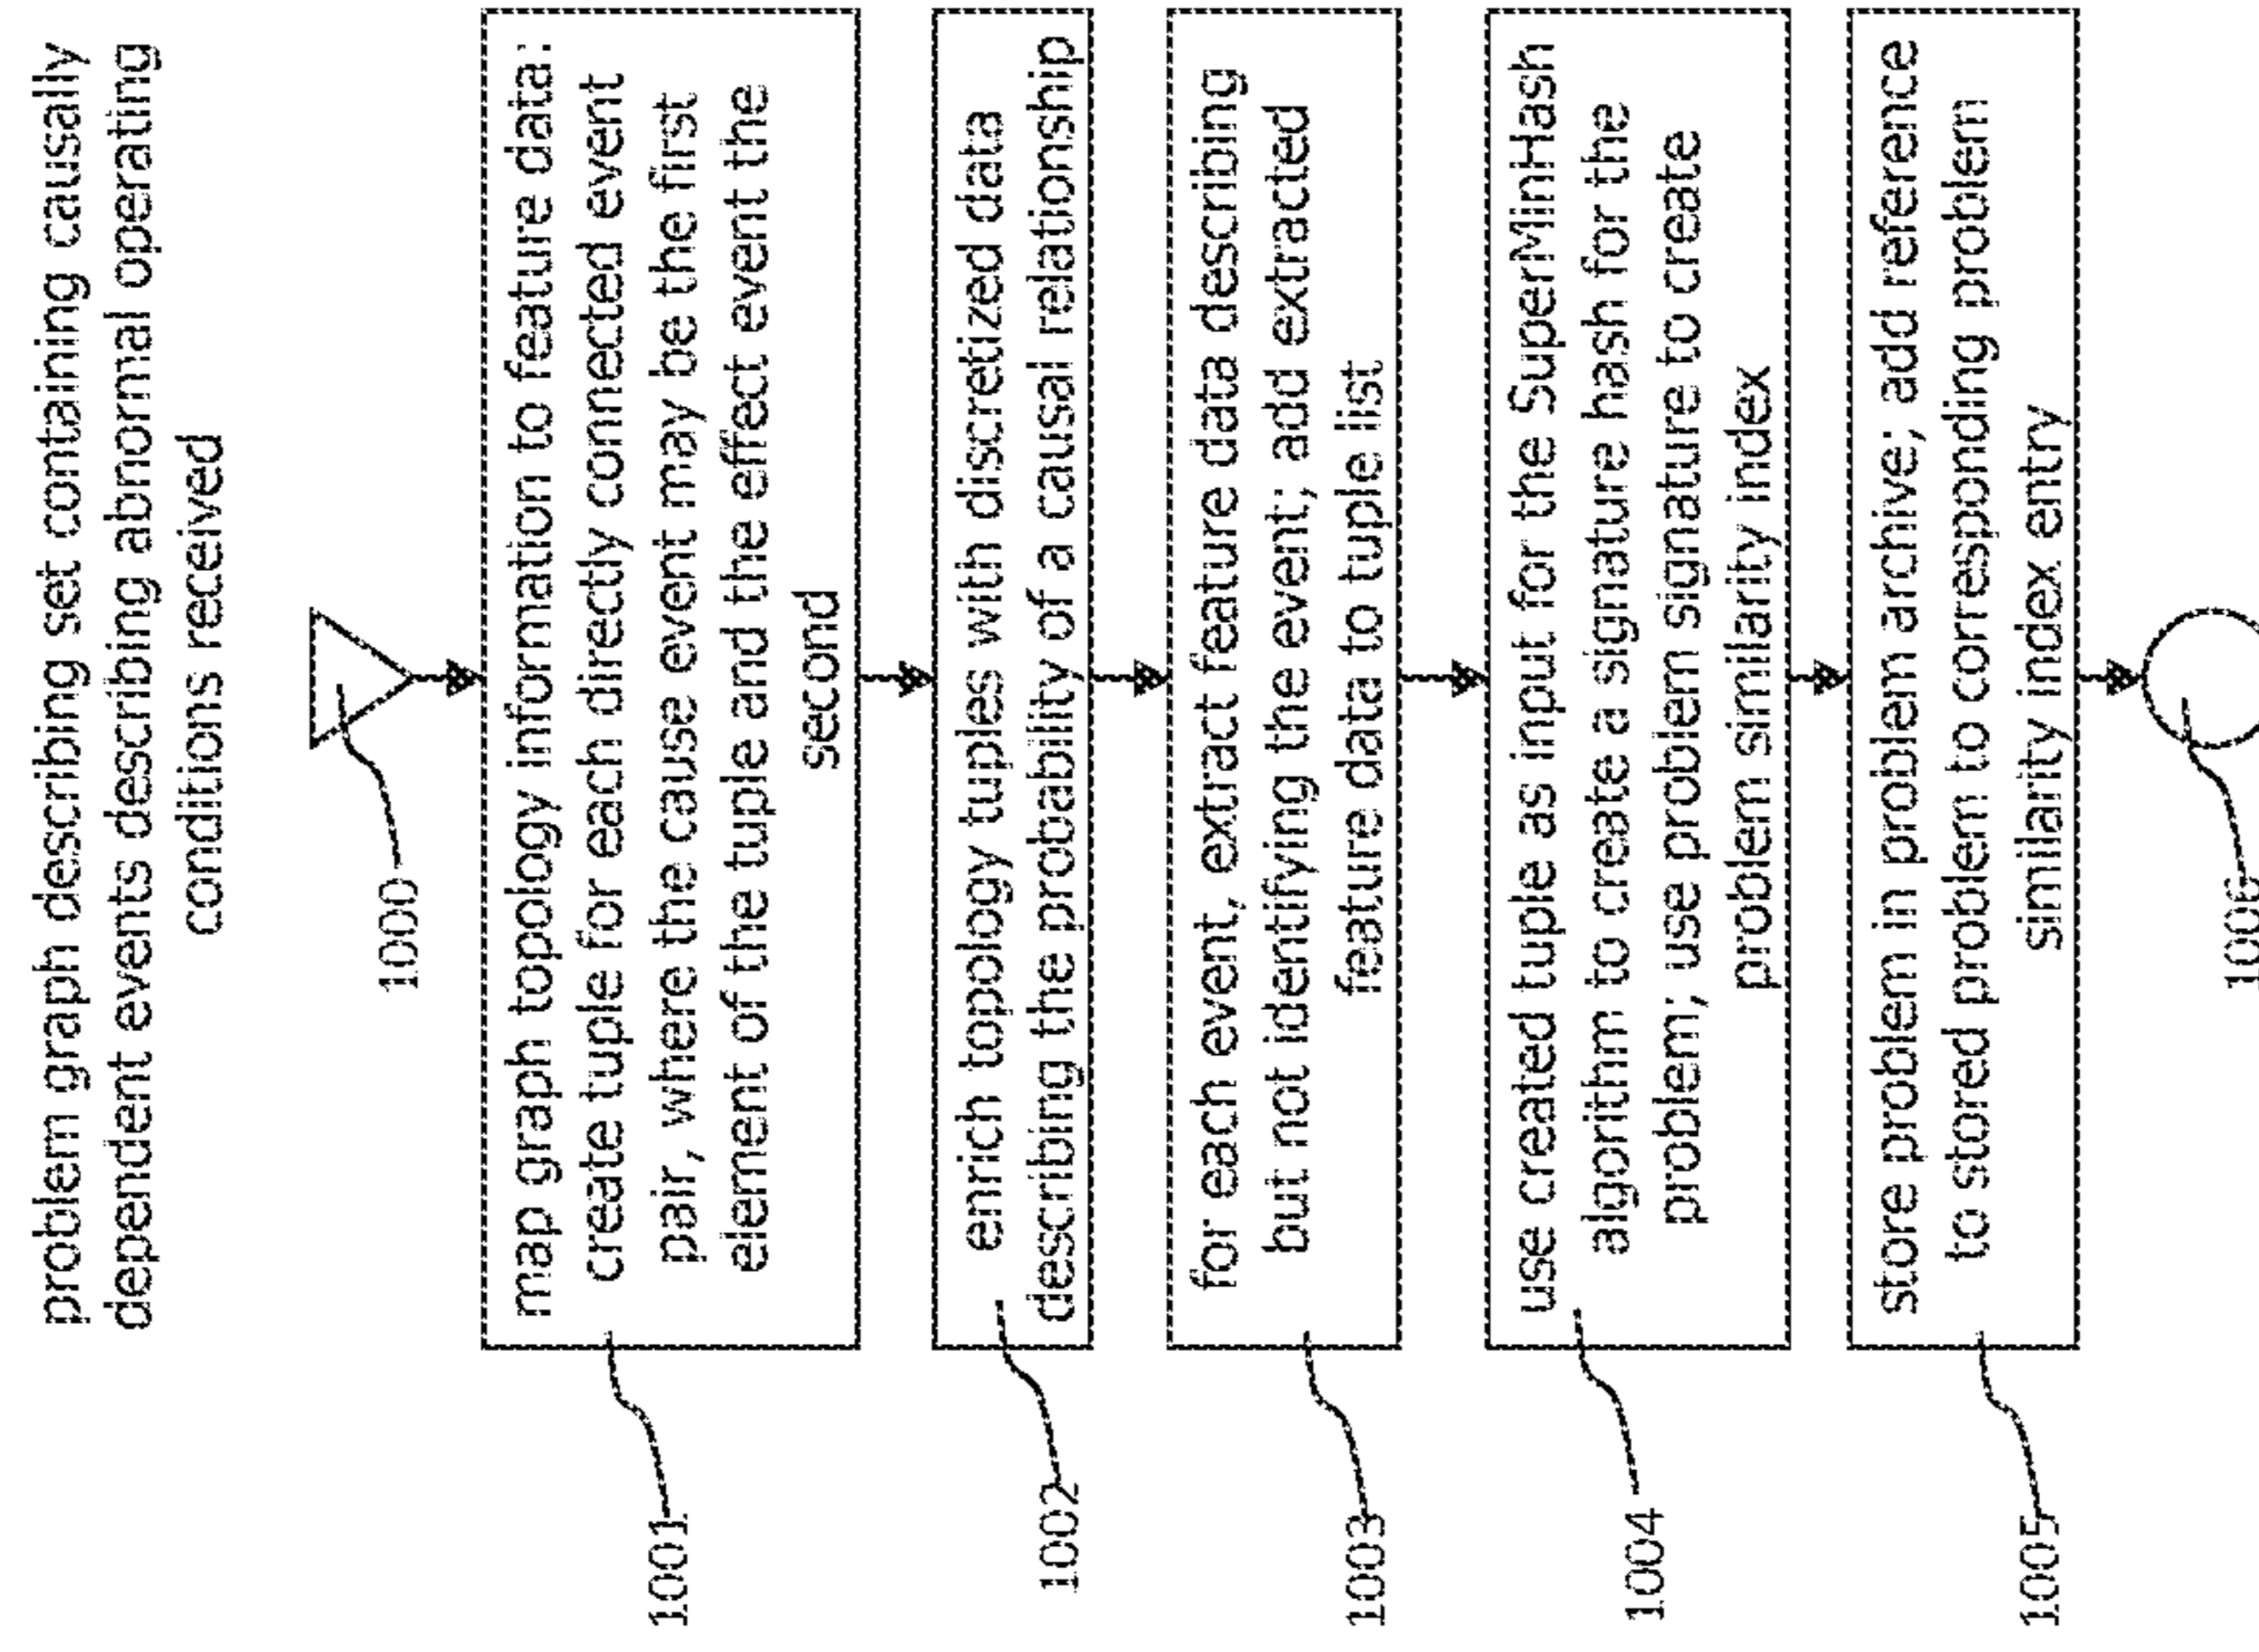 problem graph describing set containing causally
dependent events describing abnormal operating
conditions received
1000
map graph topology information to feature data:
create tuple for each directly connected event
pair, where the cause event may be the first
element of the tuple and the effect event the
second
1001
enrich topology tuples with discretized data
describing the probability of a causal relationship
1002
for each event, extract feature data describing
but not identifying the event; add extracted
feature data to tuple list
1003
use created tuple as input for the SuperMinHash
algorithm to create a signature hash for the
problem; use problem signature to create
problem similarity index
1004
store problem in problem archive; add reference
to stored problem to corresponding problem
similarity index entry
1005
1006